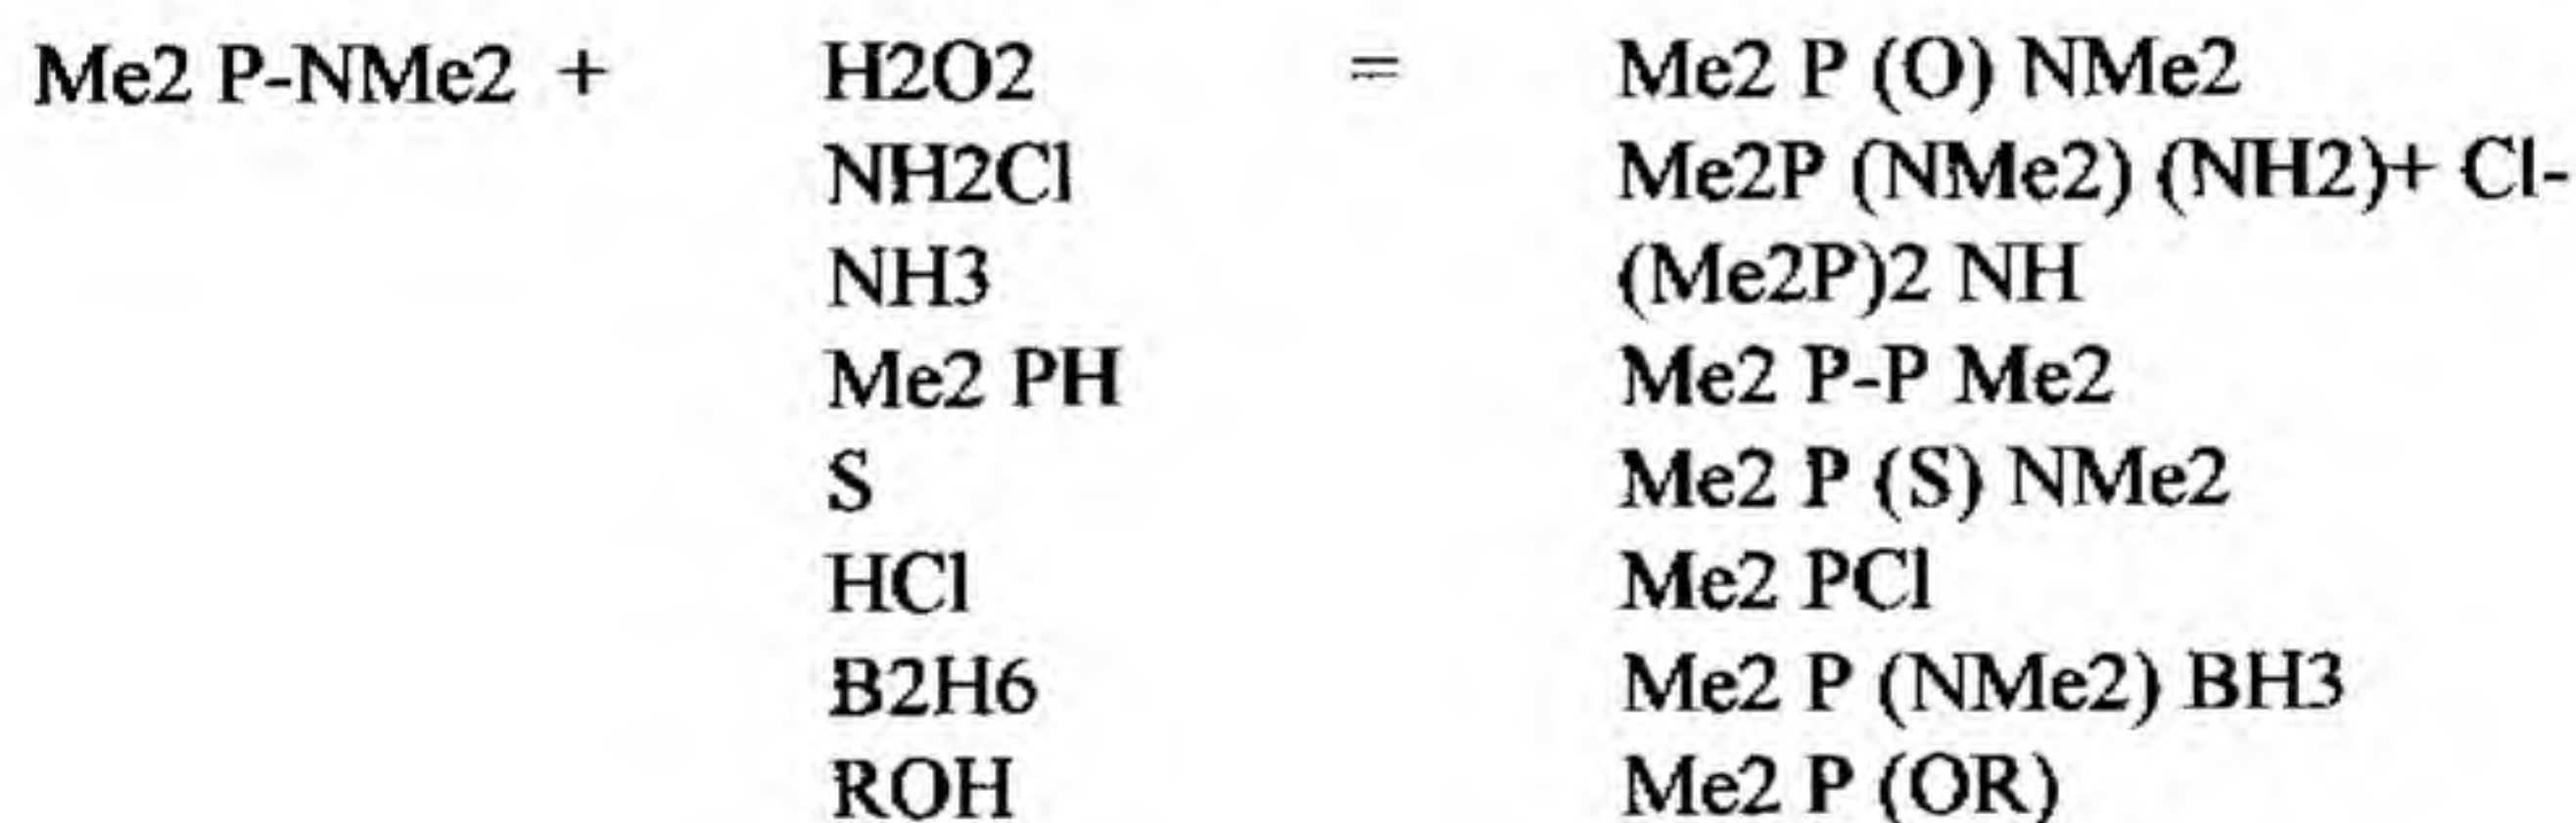 Me2 P-NMe2 + H2O2 = Me2 P (O) NMe2
NH2Cl Me2P (NMe2) (NH2)+ Cl-
NH3 (Me2P)2 NH
Me2 PH Me2 P-P Me2
S Me2 P (S) NMe2
HCl Me2 PCl
B2H6 Me2 P (NMe2) BH3
ROH Me2 P (OR)